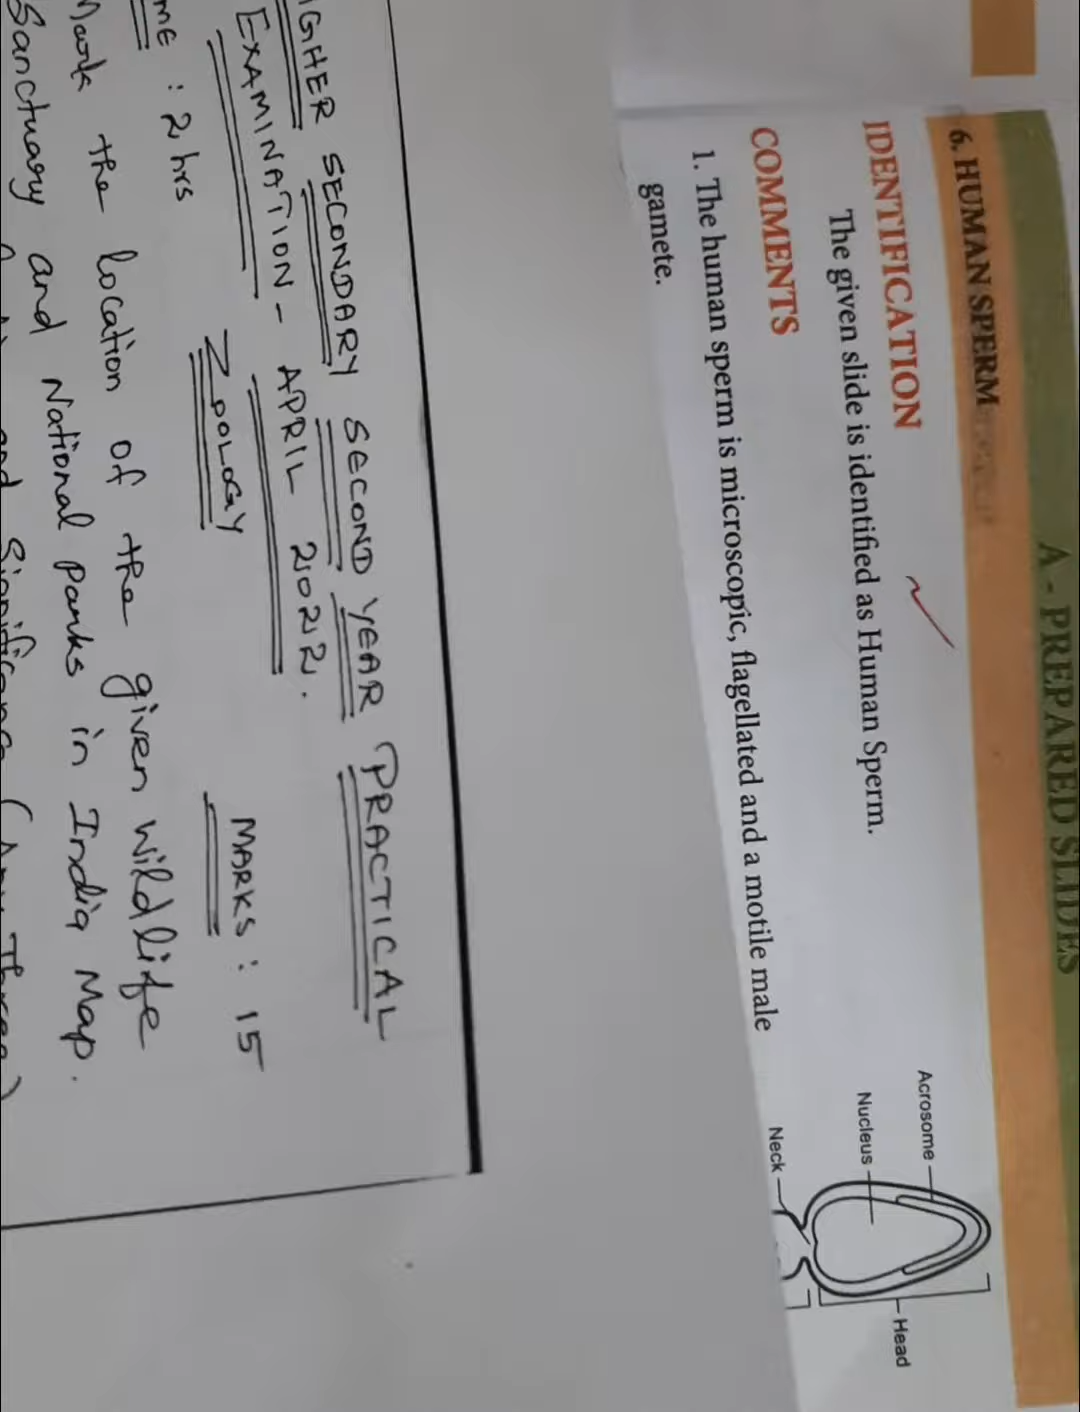 A - PREPARED SLIDES
6. HUMAN SPERM
IDENTIFICATION
The given slide is identified as Human Sperm.
COMMENTS
1. The human sperm is microscopic, flagellated and a motile male
gamete.
Acrosome
Nucleus
Neck
Head
IGHER SECONDARY SECOND YEAR PRACTICAL
EXAMINATION - APRIL 2022.
ME : 2 hrs ZOOLOGY MARKS : 15
Mark the location of the given wildlife
Sanctuary and National Parks in India Map.